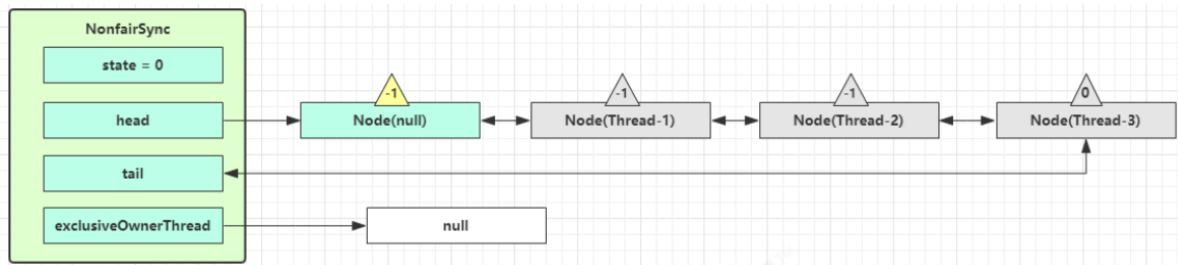 NonfairSync
state = 0
head
tail
exclusiveOwnerThread
-1
Node(null)
-1
Node(Thread-1)
-1
Node(Thread-2)
0
Node(Thread-3)
null